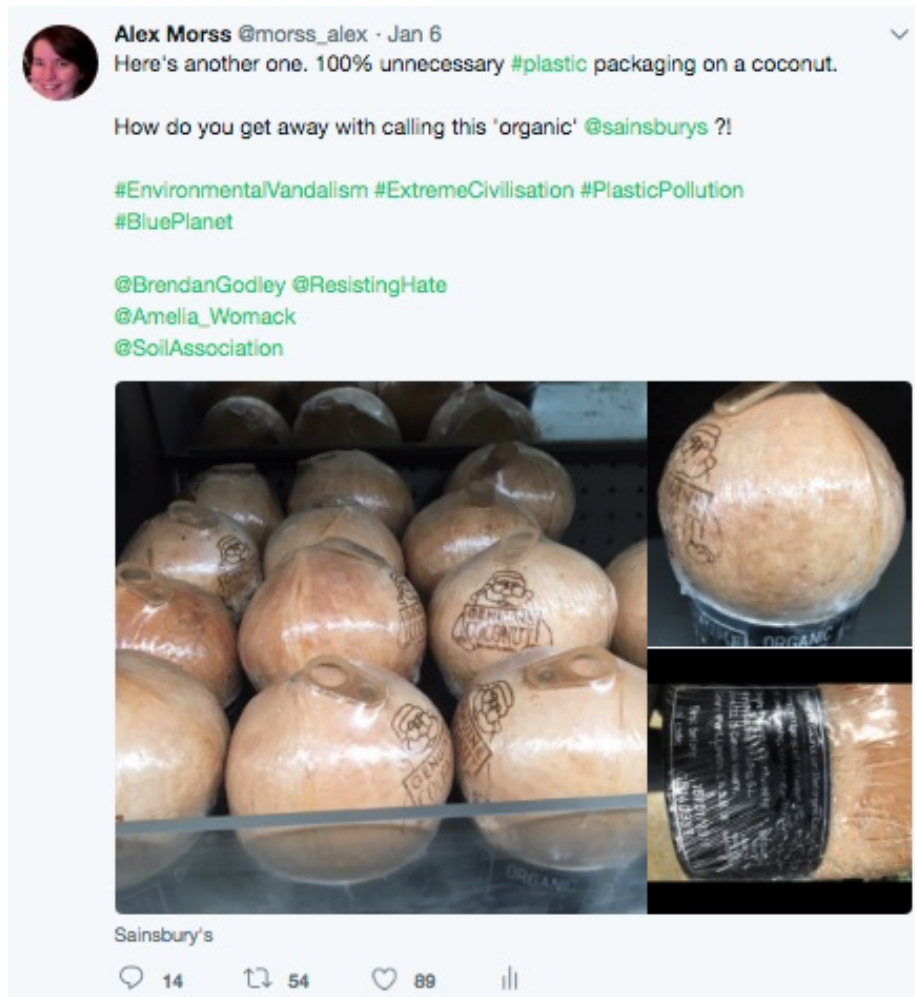 Alex Morss @morss_alex · Jan 6
Here's another one. 100% unnecessary #plastic packaging on a coconut.
How do you get away with calling this 'organic' @sainsburys ?!
#EnvironmentalVandalism #ExtremeCivilisation #PlasticPollution
#BluePlanet
@BrendanGodley @ResistingHate
@Amelia_Womack
@SoilAssociation
COCONUT
ORGANIC
ORGANIC
Sainsbury's
14 54 89